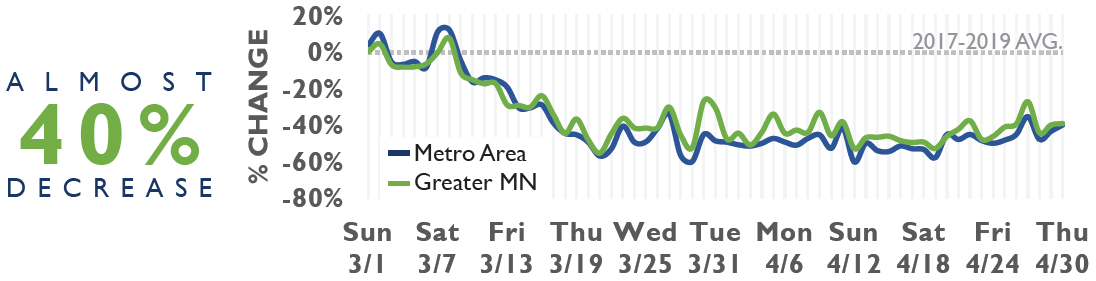 ALMOST
40%
DECREASE
% CHANGE
20%
0%
-20%
-40%
-60%
-80%
2017-2019 AVG.
Metro Area
Greater MN
Sun Sat Fri Thu Wed Tue Mon Sun Sat Fri Thu
3/1 3/7 3/13 3/19 3/25 3/31 4/6 4/12 4/18 4/24 4/30